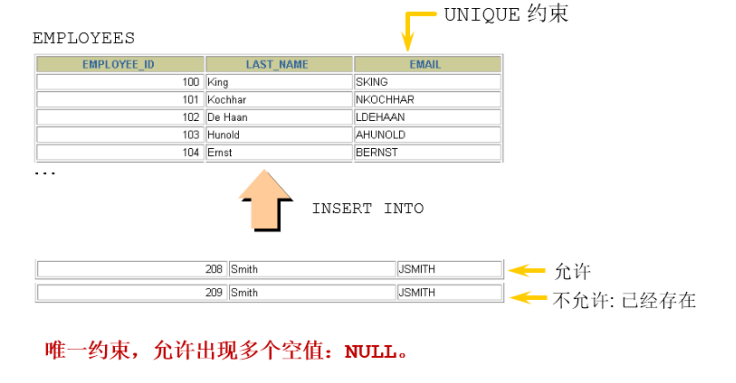 UNIQUE 约束
EMPLOYEES
EMPLOYEE_ID LAST_NAME EMAIL
100 King SKING
101 Kochhar NKOCHHAR
102 De Haan LDEHAAN
103 Hunold AHUNOLD
104 Ernst BERNST
...
INSERT INTO
208 Smith JSMITH 允许
209 Smith JSMITH 不允许: 已经存在
唯一约束，允许出现多个空值：NULL。